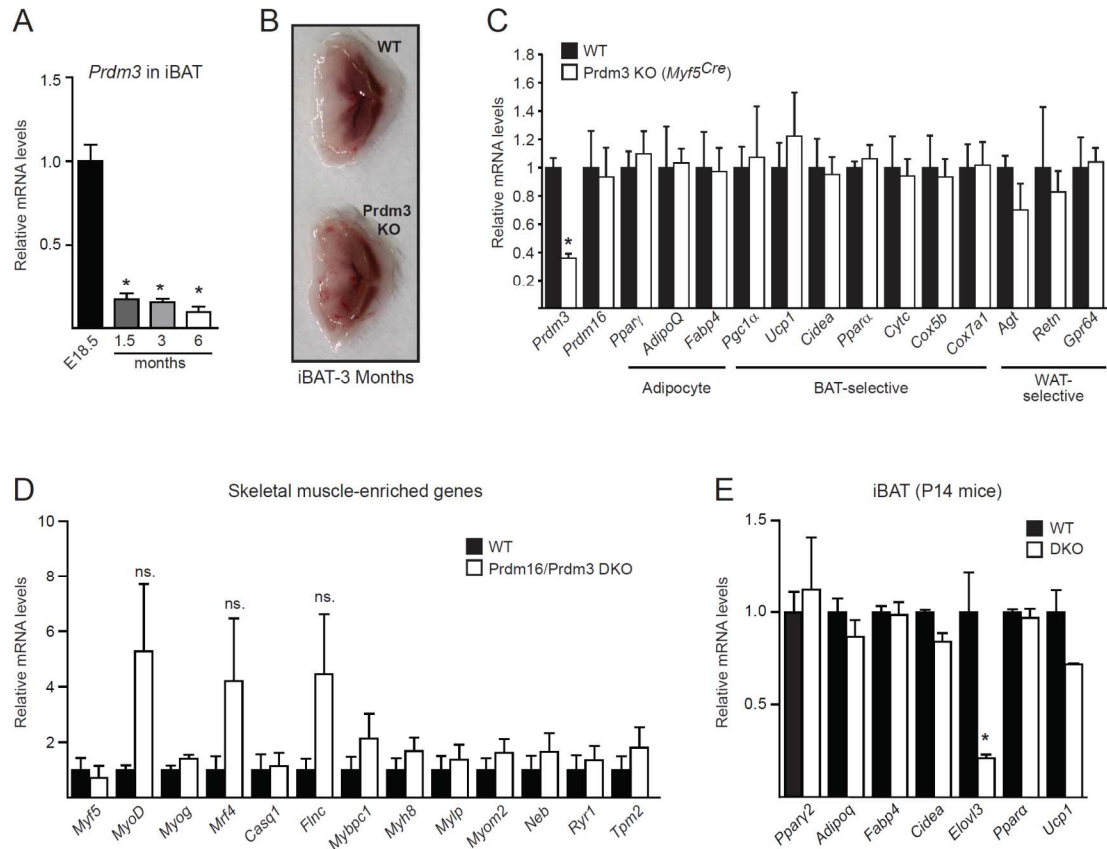 A
Prdm3 in iBAT
Relative mRNA levels
1.5
1.0
0.5
* * *
E18.5 1.5 3 6
months
B
WT
Prdm3
KO
iBAT-3 Months
C
WT
Prdm3 KO (Myf5Cre)
Relative mRNA levels
1.8
1.6
1.4
1.2
1.0
0.8
0.6
0.4
0.2
*
Prdm3 Prdm16 Pparγ AdipoQ Fabp4 Pgc1α Ucp1 Cidea Pparα Cytc Cox5b Cox7a1 Agt Retn Gpr64
Adipocyte BAT-selective WAT-
selective
D
Skeletal muscle-enriched genes
WT
Prdm16/Prdm3 DKO
Relative mRNA levels
10
8
6
4
2
ns. ns. ns.
Myf5 MyoD Myog Mrf4 Casq1 Flnc Mybpc1 Myh8 Mylp Myom2 Neb Ryr1 Tpm2
E
iBAT (P14 mice)
WT
DKO
Relative mRNA levels
1.5
1.0
0.5
*
Pparγ2 Adipoq Fabp4 Cidea Elovl3 Pparα Ucp1